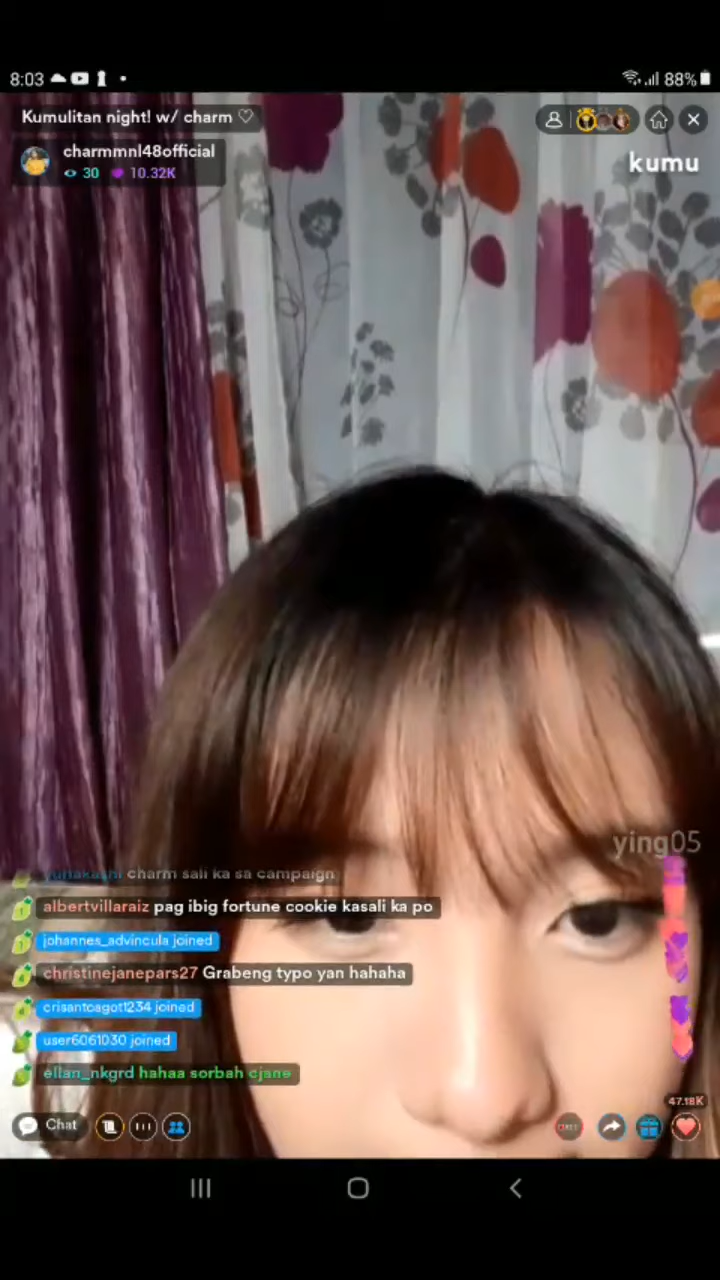 8:03
88%
Kumulitan night! w/ charm ♡
charmmnl48official
30 10.32K
kumu
ying05
yuriakashi charm sali ka sa campaign
albertvillaraiz pag ibig fortune cookie kasali ka po
johannes_advincula joined
christinejanepars27 Grabeng typo yan hahaha
crisantoagot1234 joined
user6061030 joined
ellan_nkgrd hahaa sorbah cjane
47.18K
Chat